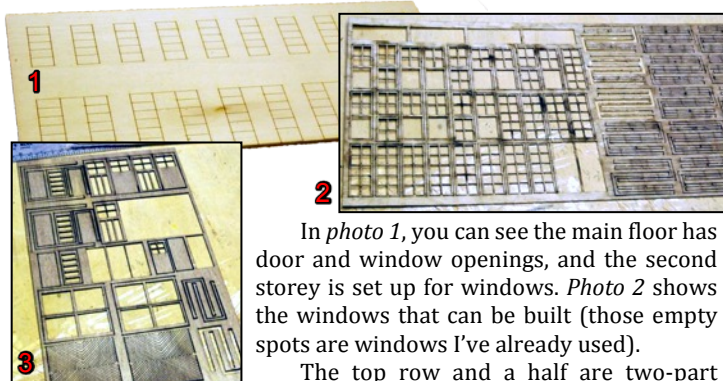 1
2
3
In photo 1, you can see the main floor has
door and window openings, and the second
storey is set up for windows. Photo 2 shows
the windows that can be built (those empty
spots are windows I've already used).
The top row and a half are two-part